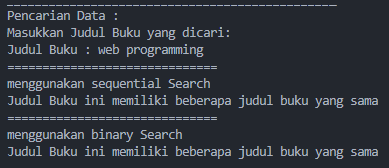 _______________________________________________
Pencarian Data :
Masukkan Judul Buku yang dicari:
Judul Buku : web programming
==============================
menggunakan sequential Search
Judul Buku ini memiliki beberapa judul buku yang sama
==============================
menggunakan binary Search
Judul Buku ini memiliki beberapa judul buku yang sama